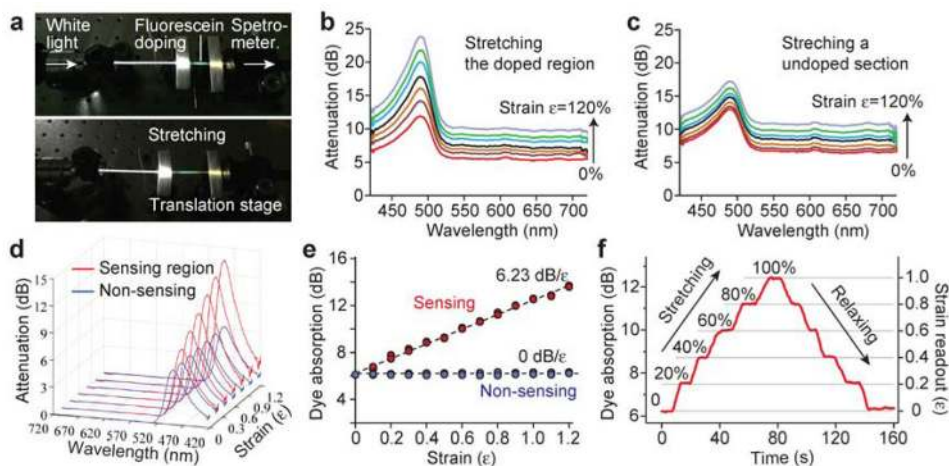 a
White light
Fluorescein doping
Spetro-meter.
Stretching
Translation stage
b
Attenuation (dB)
25
20
15
10
5
0
Stretching
the doped region
Strain ε=120%
0%
450 500 550 600 650 700
Wavelength (nm)
c
Attenuation (dB)
25
20
15
10
5
0
Streching a
undoped section
Strain ε=120%
0%
450 500 550 600 650 700
Wavelength (nm)
d
Attenuation (dB)
15
12
9
6
3
0
Sensing region
Non-sensing
720 670 620 570 520 470 420
Wavelength (nm)
0 0.3 0.6 0.9 1.2
Strain (ε)
e
Dye absorption (dB)
16
14
12
10
8
6
4
6.23 dB/ε
Sensing
0 dB/ε
Non-sensing
0 0.2 0.4 0.6 0.8 1.0 1.2
Strain (ε)
f
Dye absorption (dB)
12
10
8
6
Stretching
100%
80%
60%
40%
20%
0
Relaxing
1.0
0.8
0.6
0.4
0.2
0
Strain readout (ε)
0 40 80 120 160
Time (s)